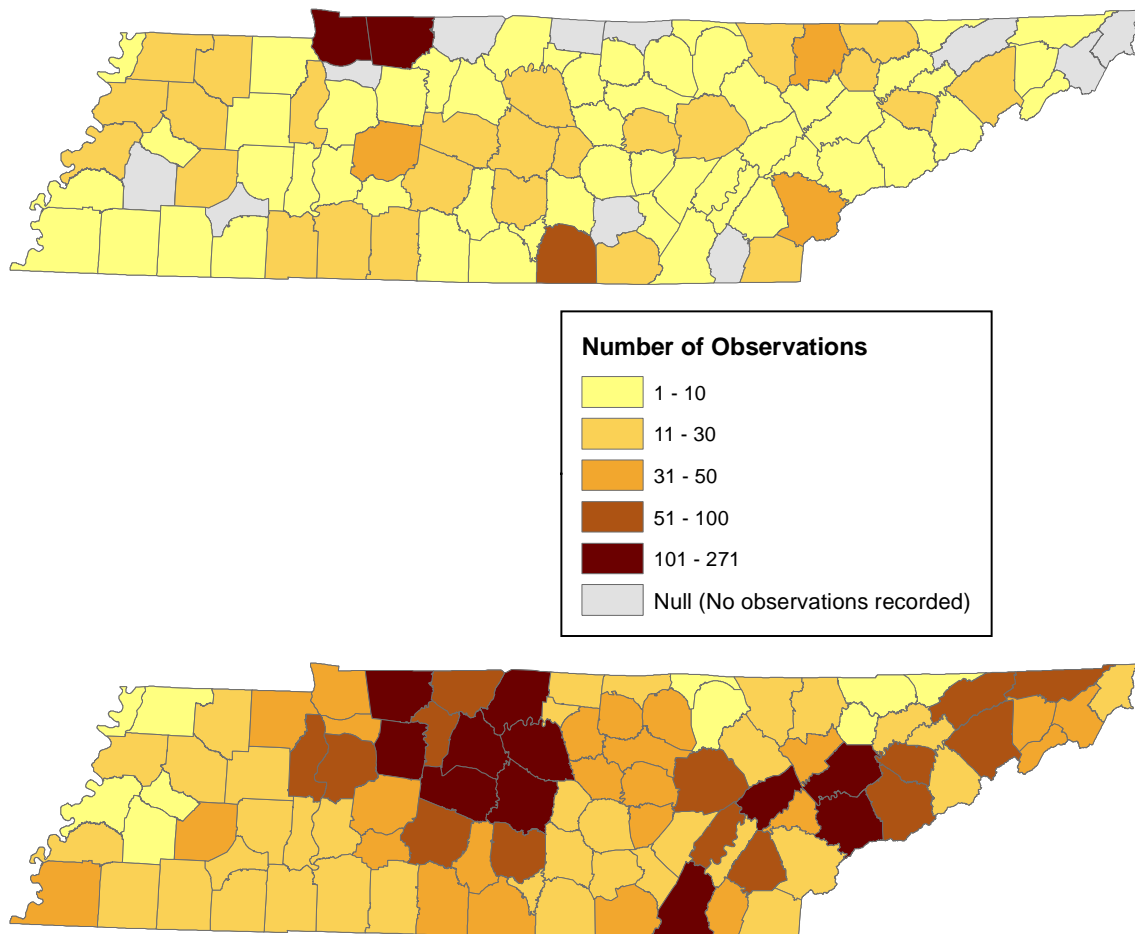 Number of Observations
1 - 10
11 - 30
31 - 50
51 - 100
101 - 271
Null (No observations recorded)